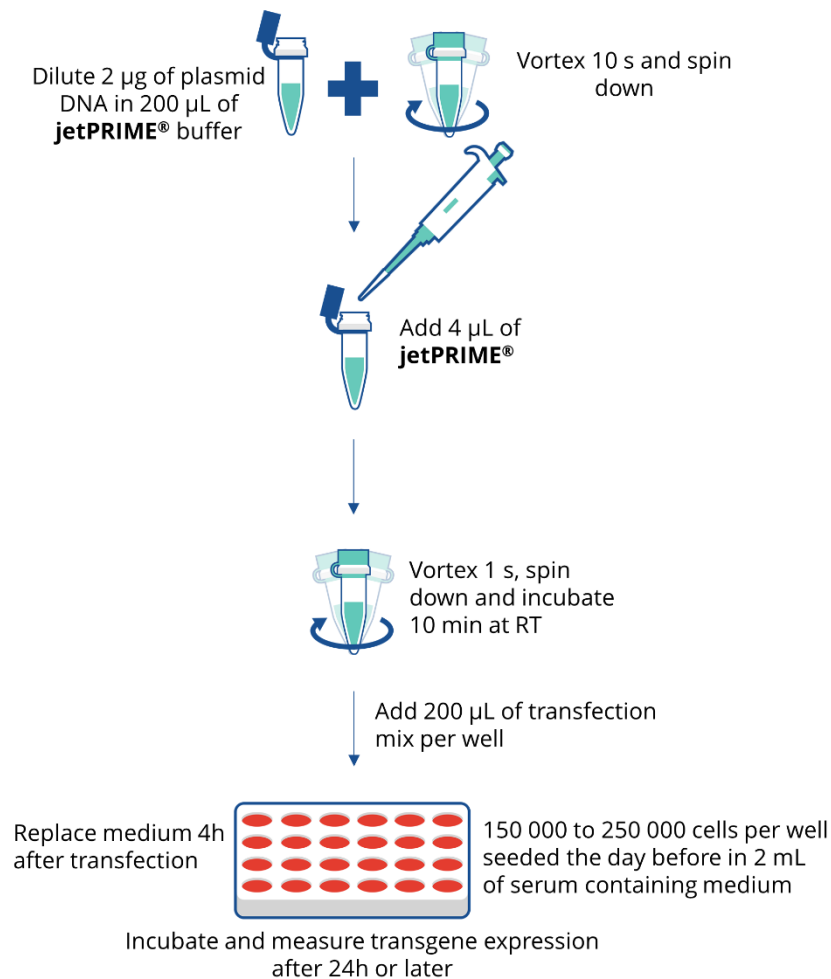 Dilute 2 µg of plasmid
DNA in 200 µL of
jetPRIME® buffer
Vortex 10 s and spin
down
Add 4 µL of
jetPRIME®
Vortex 1 s, spin
down and incubate
10 min at RT
Add 200 µL of transfection
mix per well
Replace medium 4h
after transfection
150 000 to 250 000 cells per well
seeded the day before in 2 mL
of serum containing medium
Incubate and measure transgene expression
after 24h or later